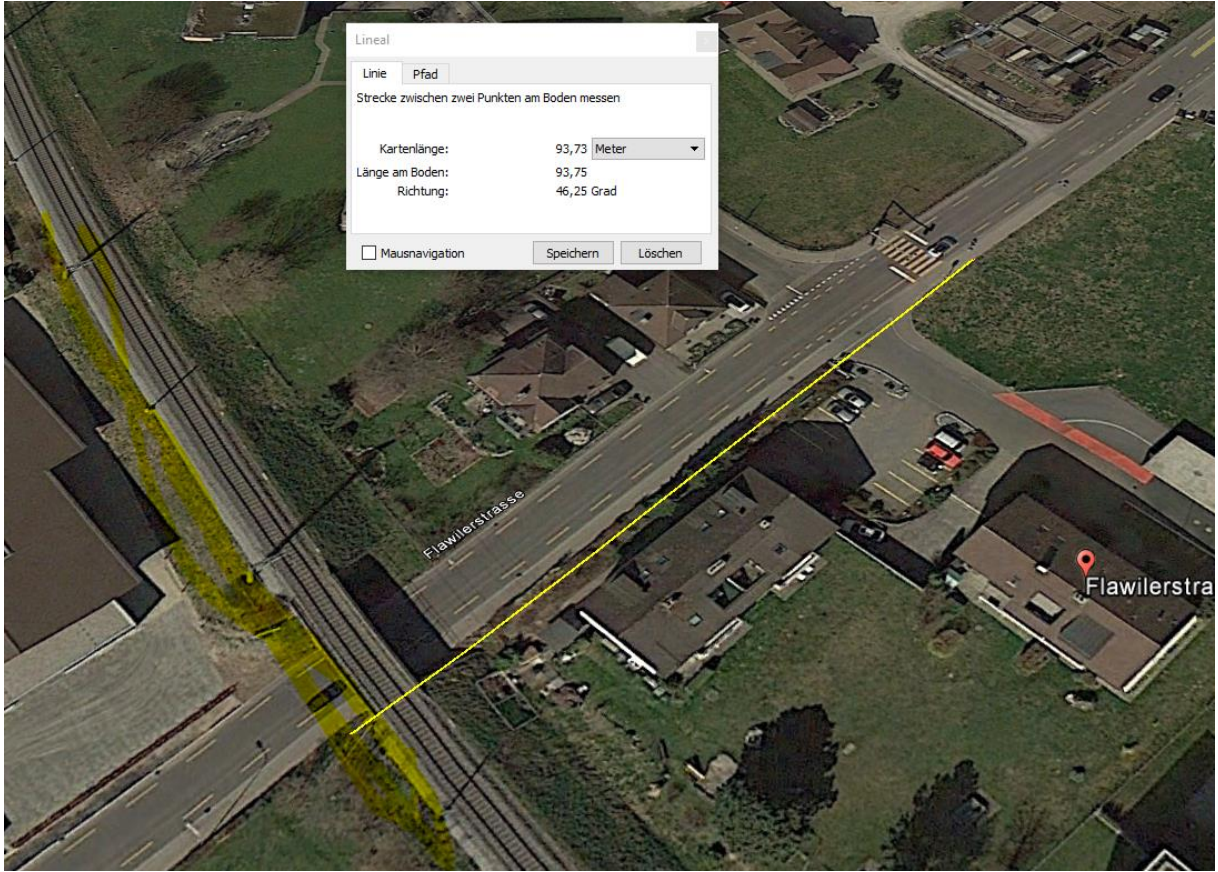 Lineal
Linie Pfad
Strecke zwischen zwei Punkten am Boden messen
Kartenlänge: 93,73 Meter
Länge am Boden: 93,75
Richtung: 46,25 Grad
Mausnavigation Speichern Löschen
Flawilerstrasse
Flawilerstra